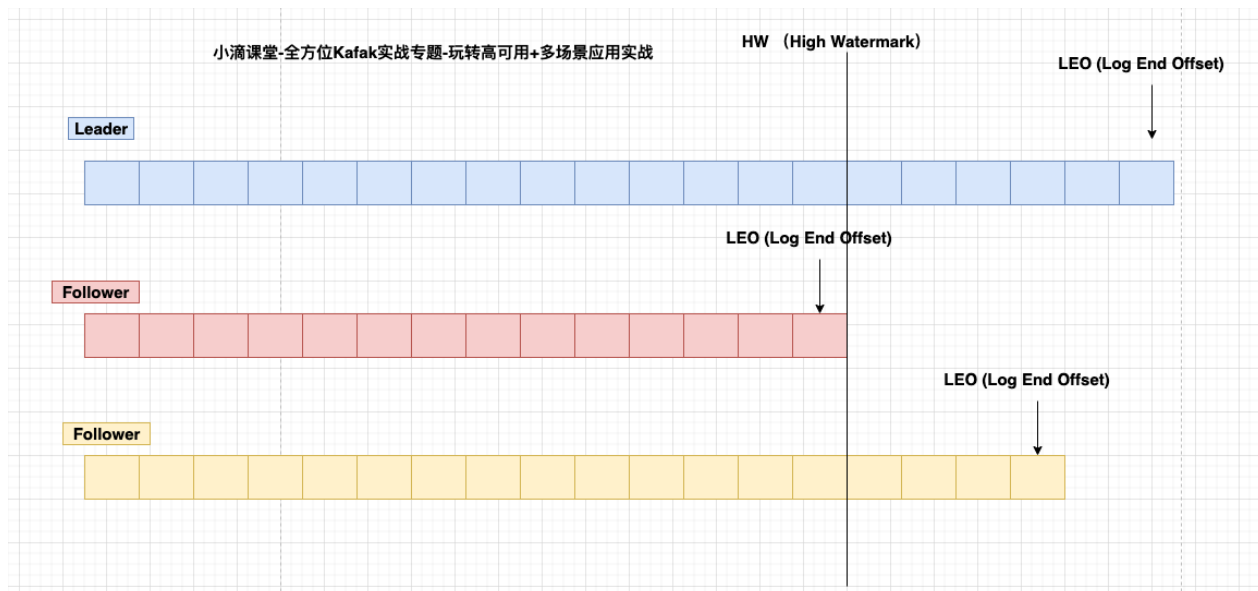 小滴课堂-全方位Kafak实战专题-玩转高可用+多场景应用实战
HW （High Watermark）
LEO (Log End Offset)
Leader
LEO (Log End Offset)
Follower
LEO (Log End Offset)
Follower